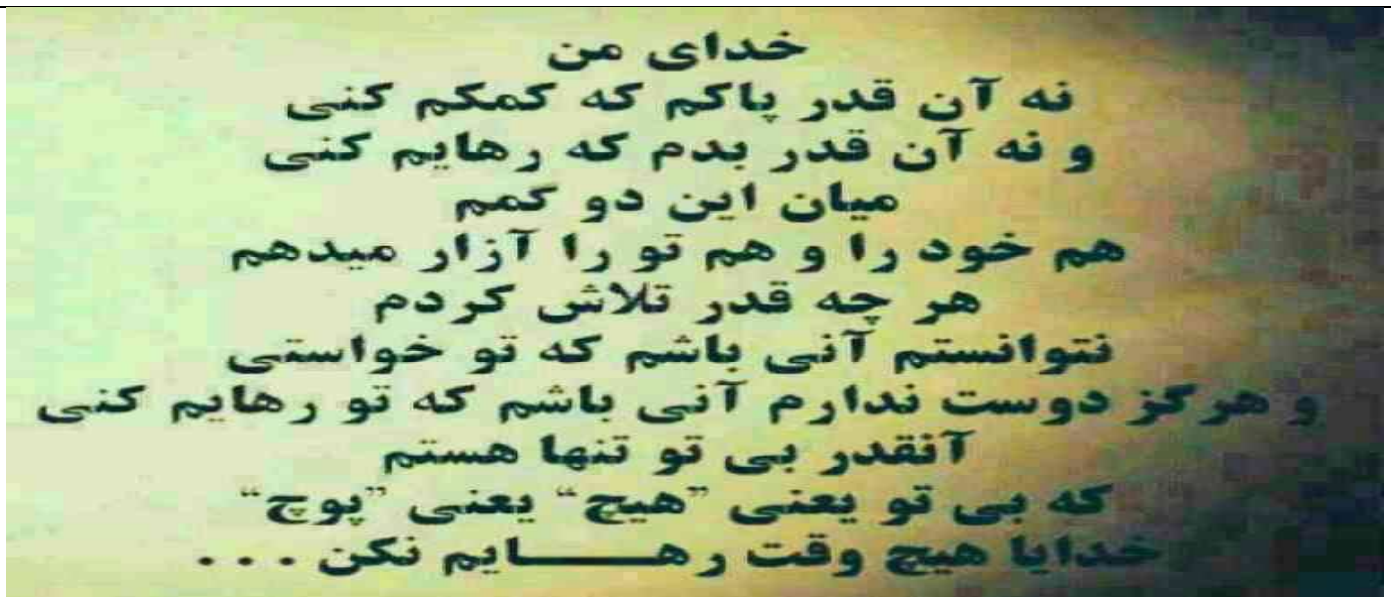 خدای من
نه آن قدر پاکم که کمکم کنی
و نه آن قدر بدم که رهایم کنی
میان این دو گمم
هم خود را و هم تو را آزار میدهم
هر چه قدر تلاش کردم
نتوانستم آنی باشم که تو خواستی
و هرگز دوست ندارم آنی باشم که تو رهایم کنی
آنقدر بی تو تنها هستم
که بی تو یعنی "هیچ" یعنی "پوچ"
خدایا هیچ وقت رهــــــایم نکن . . .